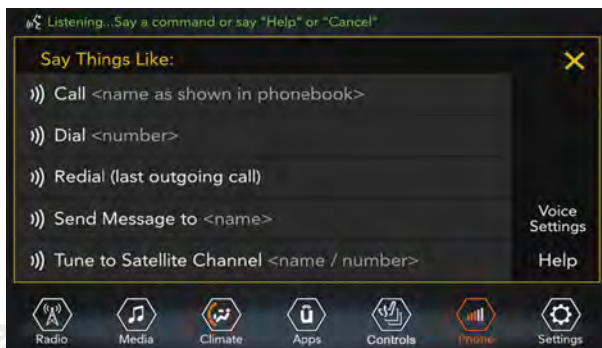 Listening...Say a command or say "Help" or "Cancel"
Say Things Like:
Call <name as shown in phonebook>
Dial <number>
Redial (last outgoing call)
Send Message to <name>
Tune to Satellite Channel <name / number>
Voice
Settings
Help
Radio Media Climate Apps Controls Phone Settings